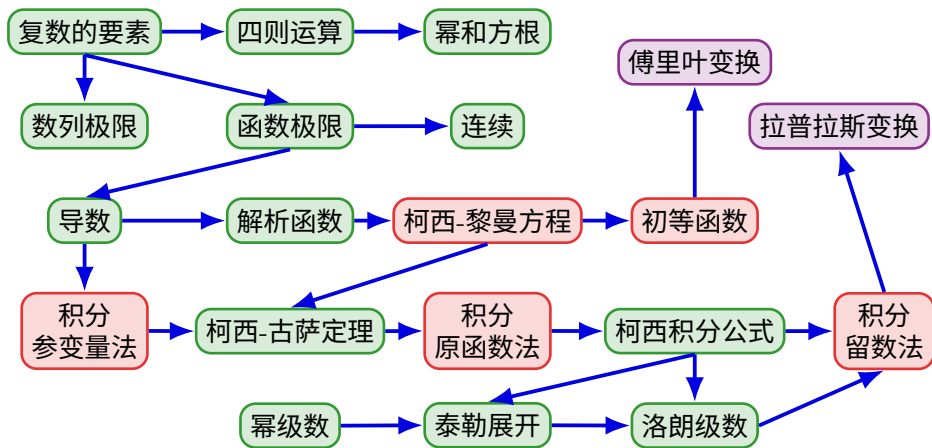 复数的要素
四则运算
幂和方根
傅里叶变换
数列极限
函数极限
连续
拉普拉斯变换
导数
解析函数
柯西-黎曼方程
初等函数
积分
参变量法
柯西-古萨定理
积分
原函数法
柯西积分公式
积分
留数法
幂级数
泰勒展开
洛朗级数